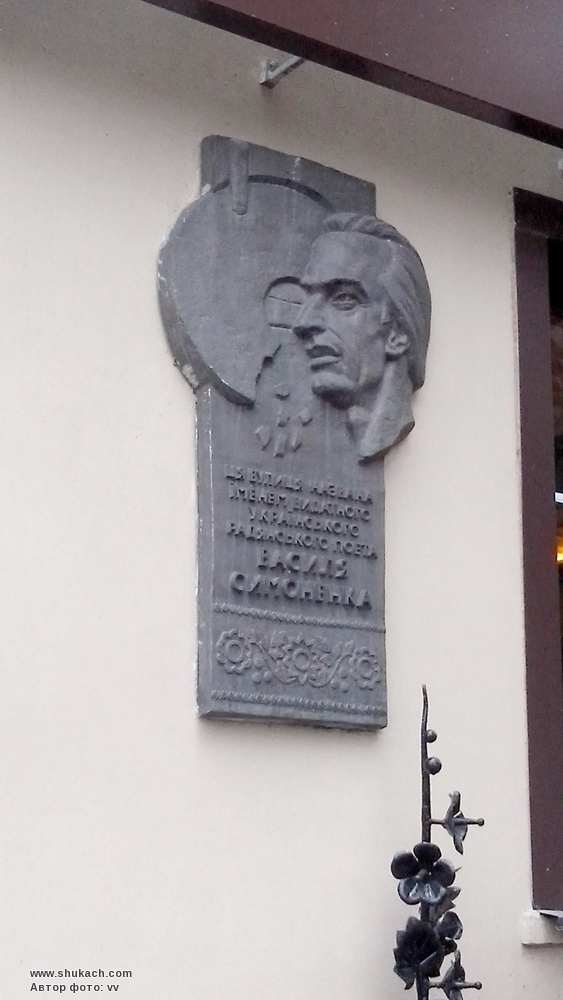 ЦЯ ВУЛИЦЯ НАЗВАНА
ІМЕНЕМ ВИДАТНОГО
УКРАЇНСЬКОГО
РАДЯНСЬКОГО ПОЕТА
ВАСИЛЯ
СИМОНЕНКА
www.shukach.com
Автор фото: vv